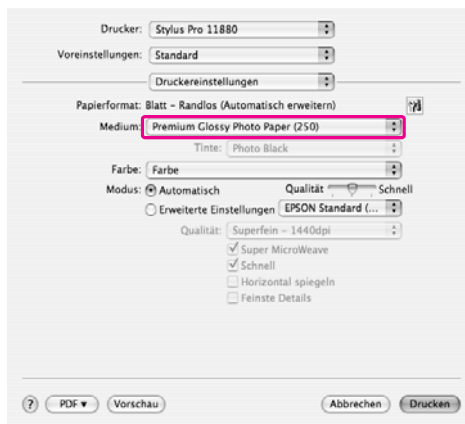 Drucker: Stylus Pro 11880
Voreinstellungen: Standard
Druckereinstellungen
Papierformat: Blatt - Randlos (Automatisch erweitern)
Medium: Premium Glossy Photo Paper (250)
Tinte: Photo Black
Farbe: Farbe
Modus: Automatisch Qualität Schnell
Erweiterte Einstellungen EPSON Standard (...
Qualität: Superfein - 1440dpi
Super MicroWeave
Schnell
Horizontal spiegeln
Feinste Details
? PDF Vorschau Abbrechen Drucken